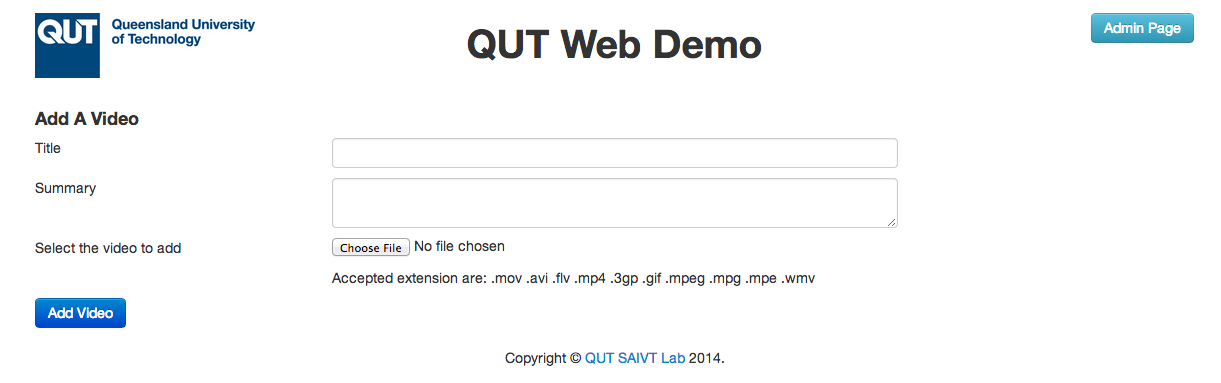 QUT
Queensland University
of Technology
QUT Web Demo
Admin Page
Add A Video
Title
Summary
Select the video to add
Choose File No file chosen
Accepted extension are: .mov .avi .flv .mp4 .3gp .gif .mpeg .mpg .mpe .wmv
Add Video
Copyright © QUT SAIVT Lab 2014.